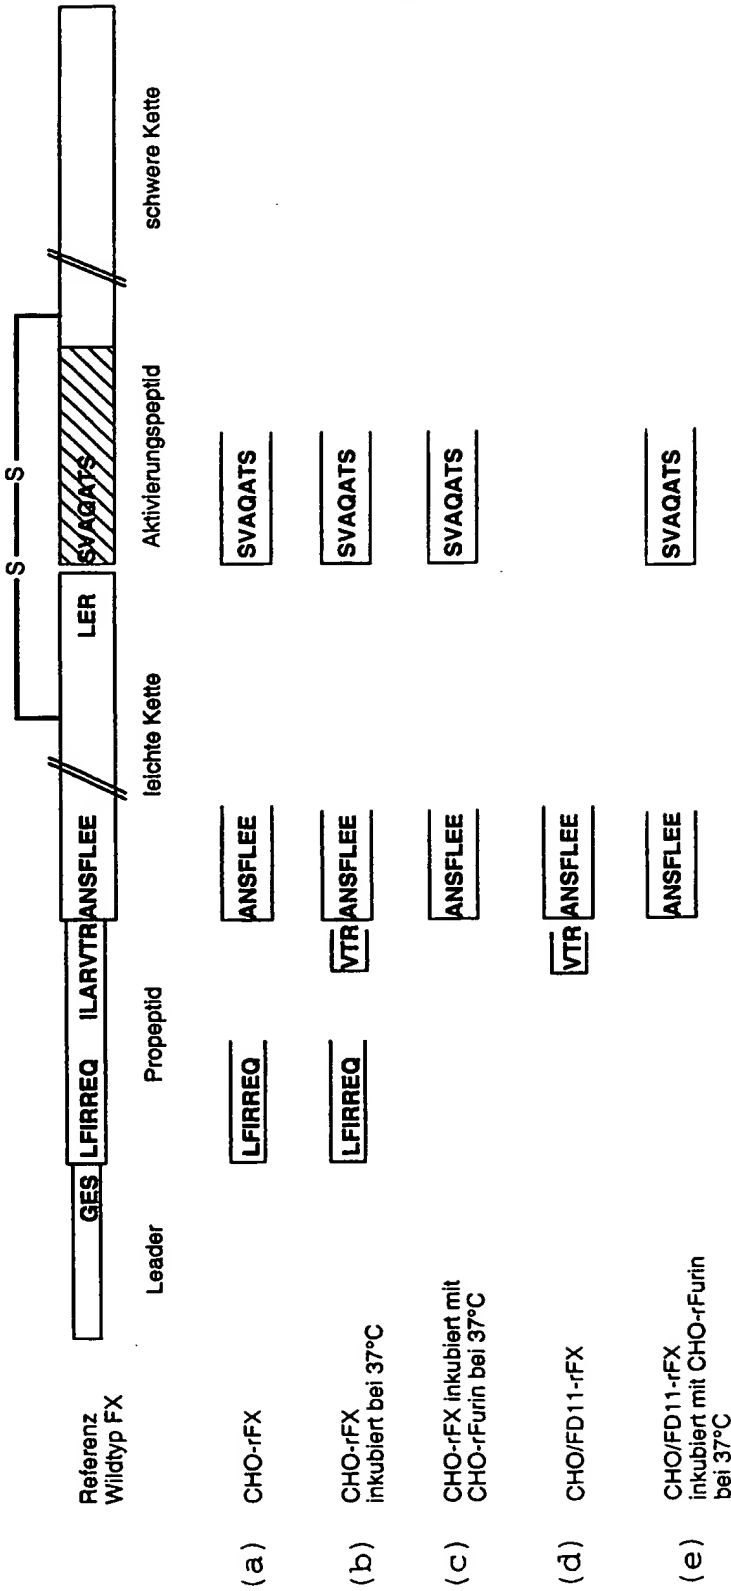 S S
Referenz
Wildtyp FX
GES LFIRREQ ILARVTR ANSFLEE LER SVAQATS
Leader Propeptid leichte Kette Aktivierungspeptid schwere Kette
(a) CHO-rFX
LFIRREQ ANSFLEE SVAQATS
(b) CHO-rFX
inkubiert bei 37°C
LFIRREQ VTR ANSFLEE SVAQATS
(c) CHO-rFX inkubiert mit
CHO-rFurin bei 37°C
ANSFLEE SVAQATS
(d) CHO/FD11-rFX
VTR ANSFLEE
(e) CHO/FD11-rFX
inkubiert mit CHO-rFurin
bei 37°C
ANSFLEE SVAQATS